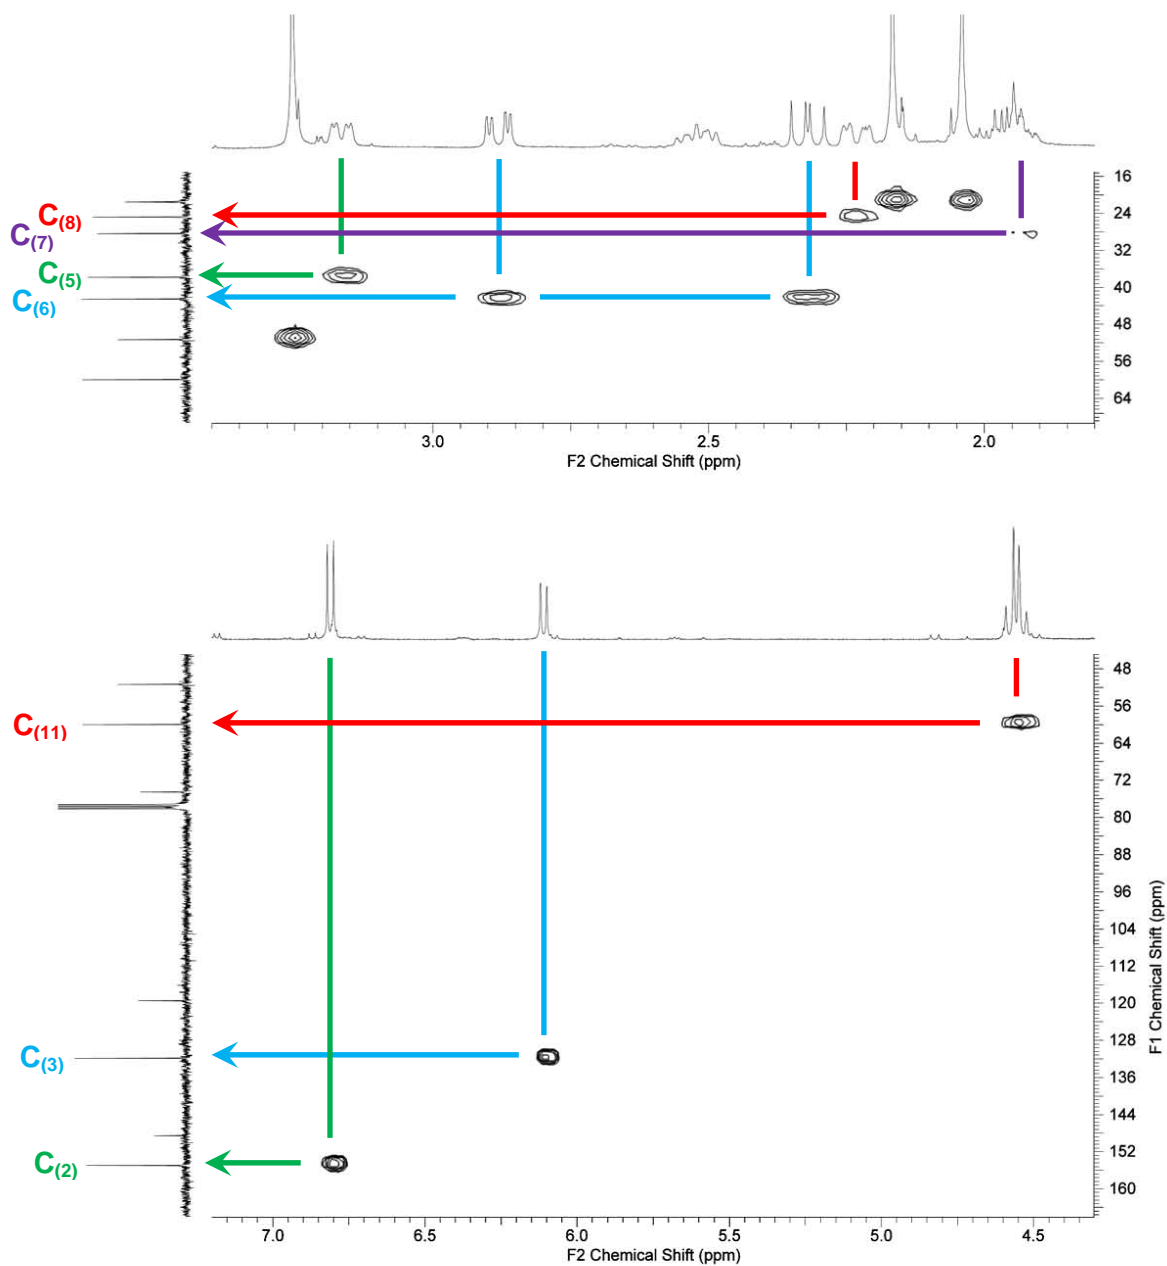 16
C(8)
24
C(7)
32
C(5)
40
C(6)
48
56
64
3.0 2.5 2.0
F2 Chemical Shift (ppm)
48
56
C(11)
64
72
80
88
96
104
112
120
128
C(3)
136
144
152
C(2)
160
F1 Chemical Shift (ppm)
7.0 6.5 6.0 5.5 5.0 4.5
F2 Chemical Shift (ppm)